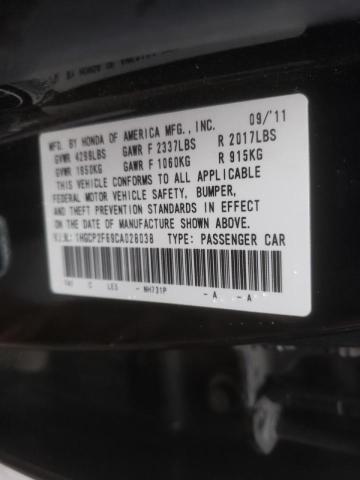 MFG. BY HONDA OF AMERICA MFG., INC. 09/'11
GVWR 4299LBS GAWR F 2337LBS R 2017LBS
GVWR 1950KG GAWR F 1060KG R 915KG
THIS VEHICLE CONFORMS TO ALL APPLICABLE
FEDERAL MOTOR VEHICLE SAFETY, BUMPER,
AND THEFT PREVENTION STANDARDS IN EFFECT
ON THE DATE OF MANUFACTURE SHOWN ABOVE.
V.I.N.: 1HGCP2F69CA028038 TYPE: PASSENGER CAR
C LES - NH731P - A - A